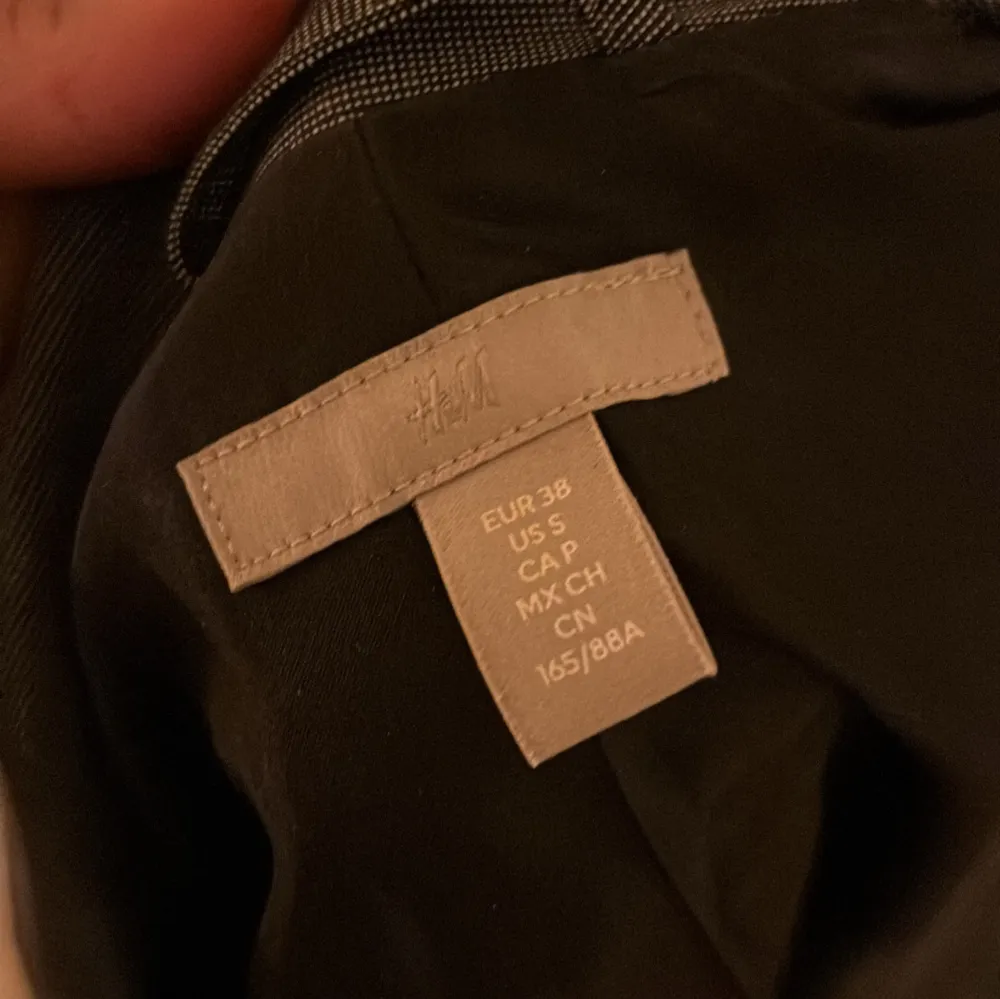 H&M
EUR 38
US S
CA P
MX CH
CN
165/88A